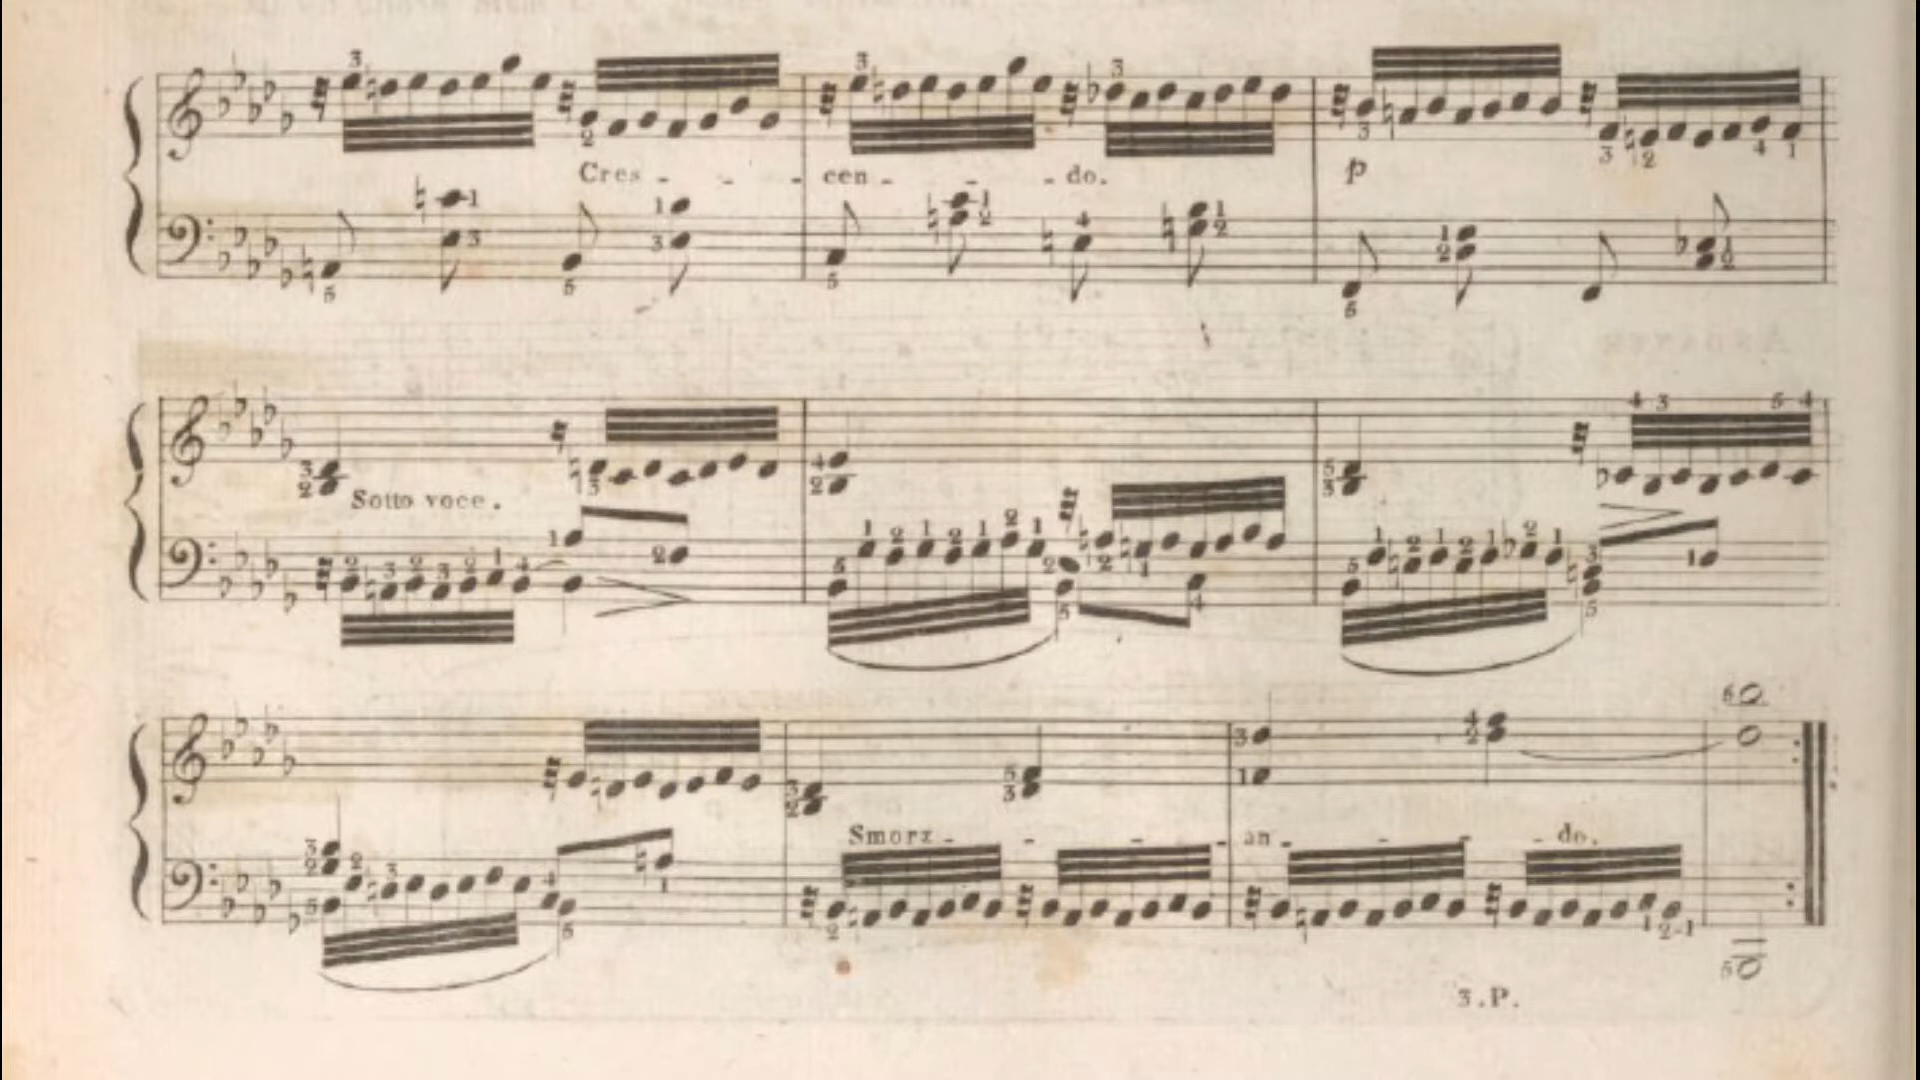 Cres - - - cen - - - do. p
Sotto voce.
Smorz - - - - an - - - do.
3.P.